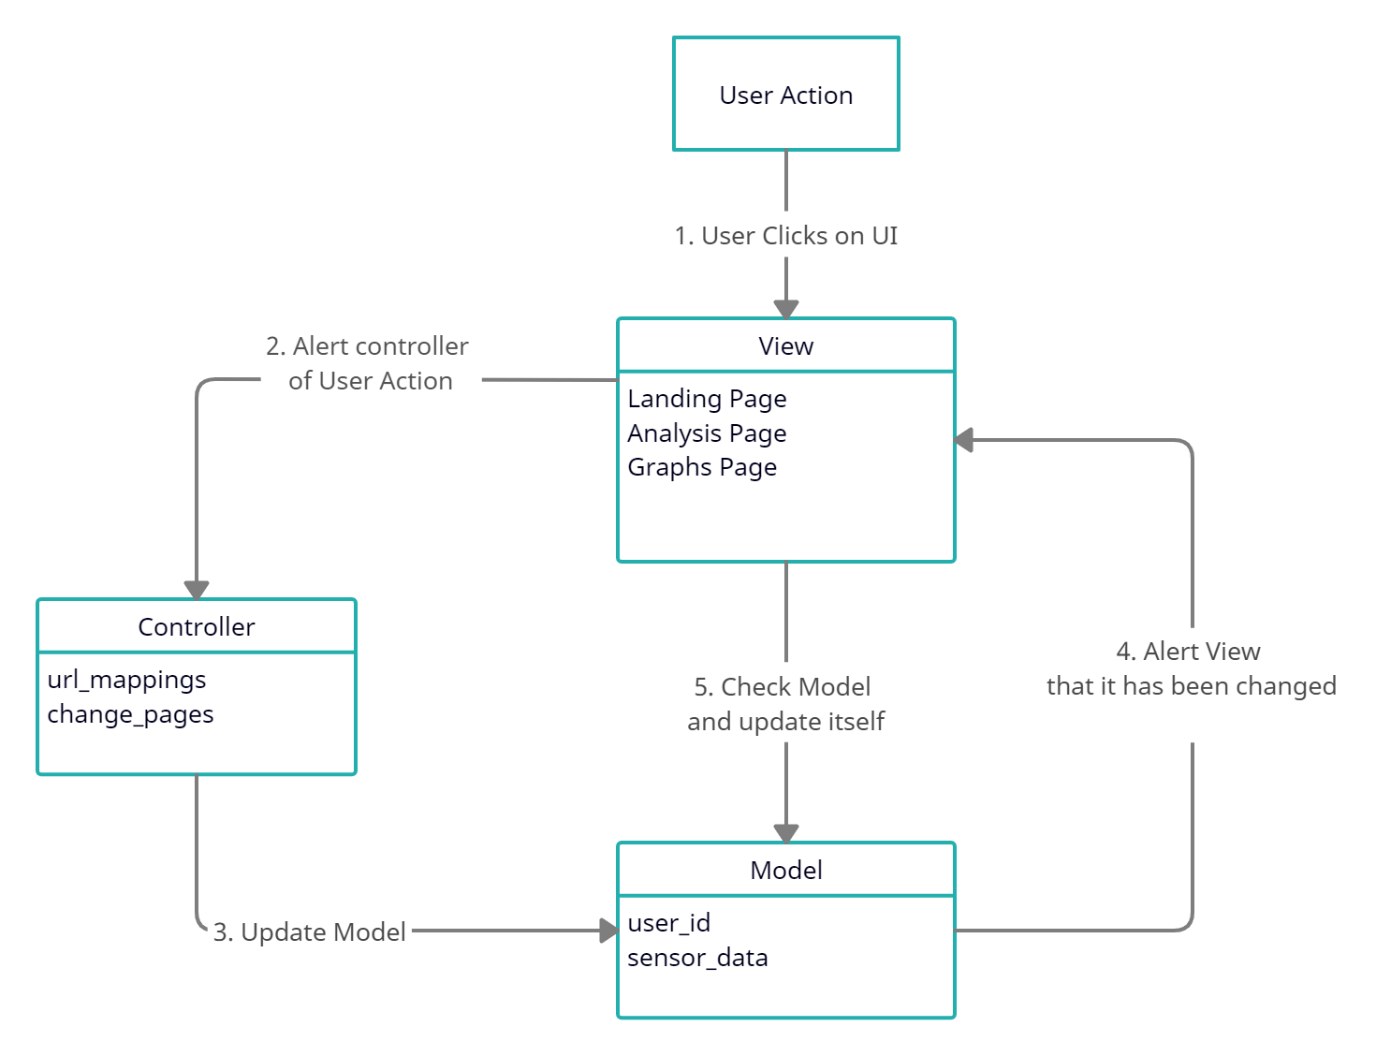 User Action
1. User Clicks on UI
2. Alert controller
of User Action
View
Landing Page
Analysis Page
Graphs Page
Controller
url_mappings
change_pages
4. Alert View
that it has been changed
5. Check Model
and update itself
3. Update Model
Model
user_id
sensor_data